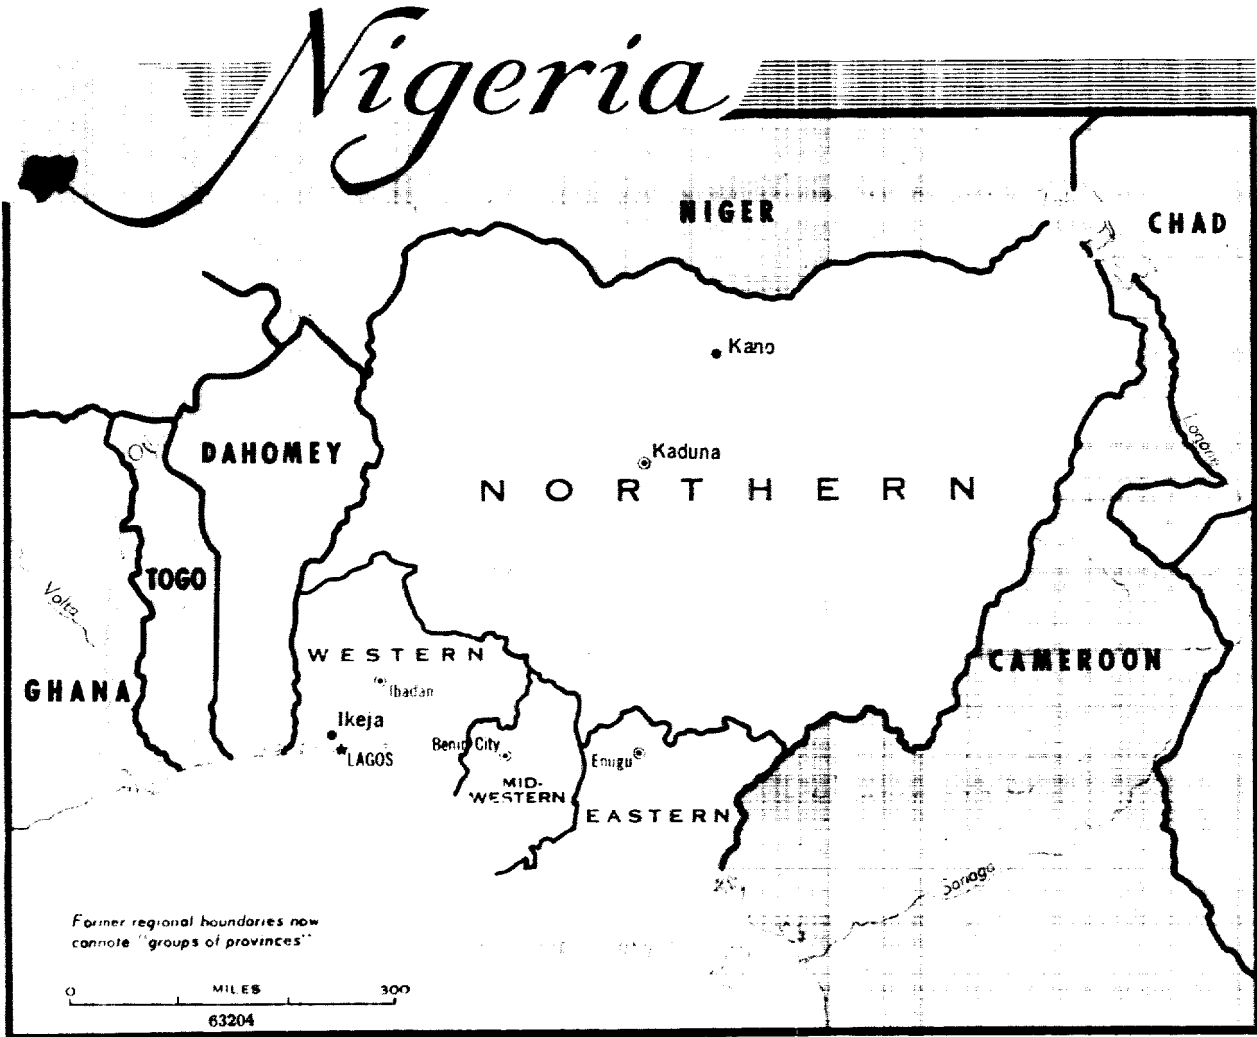 Nigeria
NIGER
CHAD
Kano
DAHOMEY
Kaduna
NORTHERN
Logone
TOGO
Volta
WESTERN
CAMEROON
GHANA
Ibadan
Ikeja
LAGOS
Benin City
Enugu
MID-
WESTERN
EASTERN
Sanaga
Former regional boundaries now
connote "groups of provinces"
0 MILES 300
63204